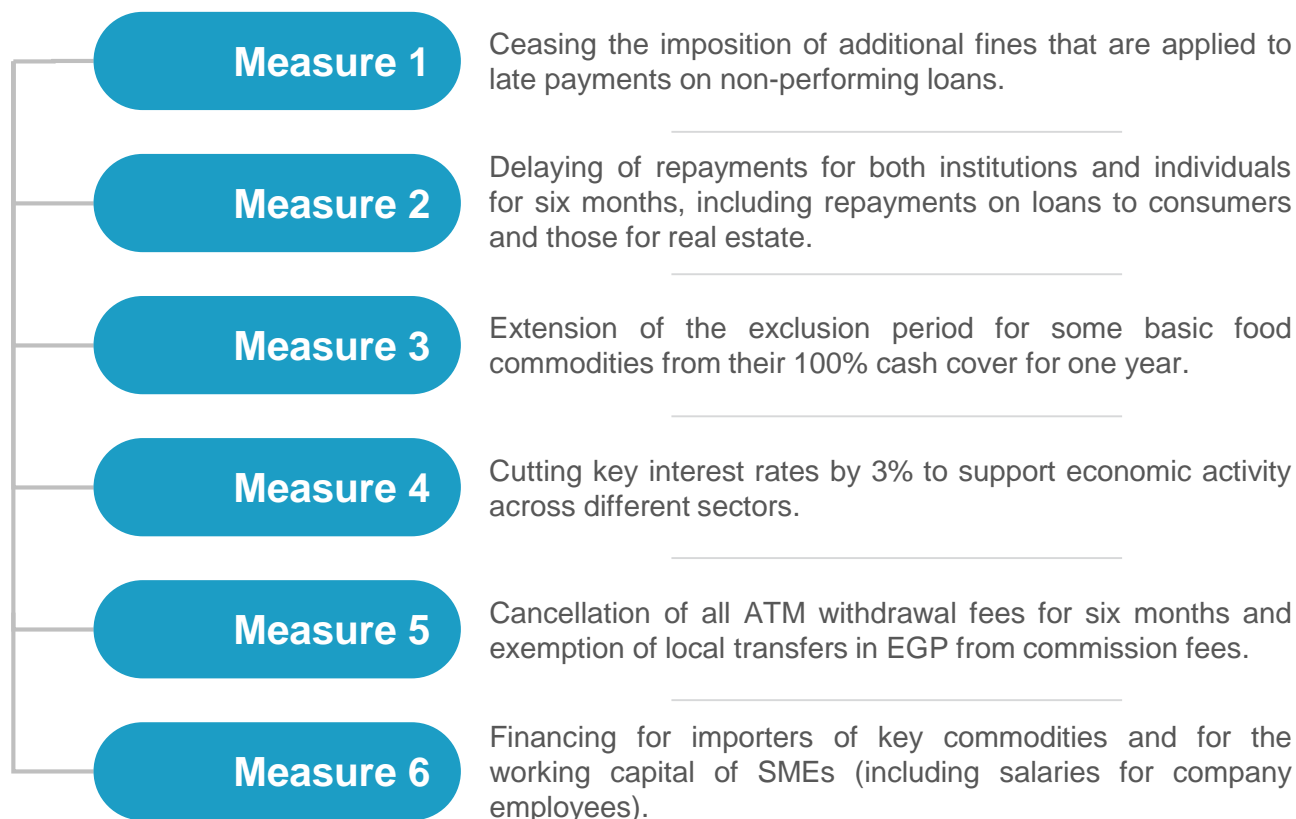 Measure 1
Ceasing the imposition of additional fines that are applied to
late payments on non-performing loans.
Measure 2
Delaying of repayments for both institutions and individuals
for six months, including repayments on loans to consumers
and those for real estate.
Measure 3
Extension of the exclusion period for some basic food
commodities from their 100% cash cover for one year.
Measure 4
Cutting key interest rates by 3% to support economic activity
across different sectors.
Measure 5
Cancellation of all ATM withdrawal fees for six months and
exemption of local transfers in EGP from commission fees.
Measure 6
Financing for importers of key commodities and for the
working capital of SMEs (including salaries for company
employees).